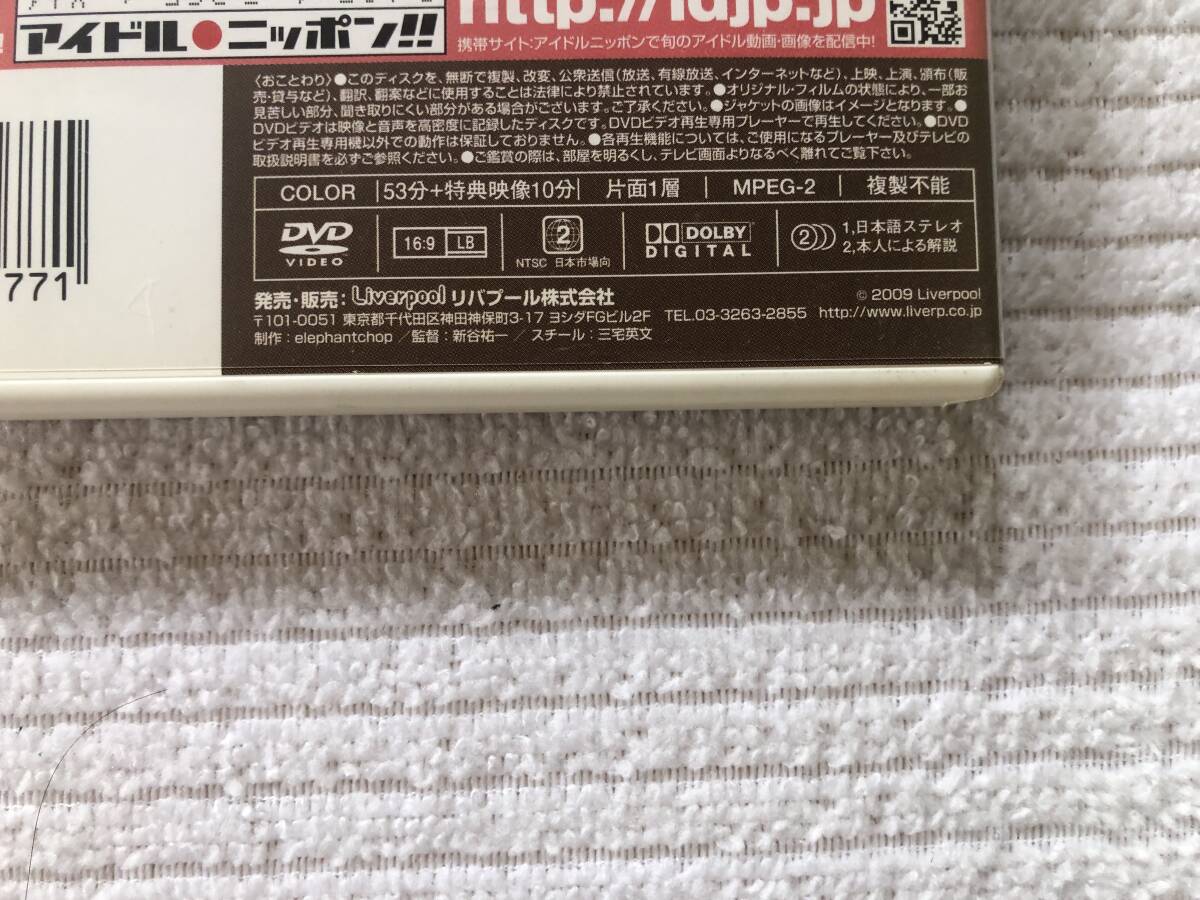 http://idjp.jp
アイドル●ニッポン!!
携帯サイト:アイドルニッポンで旬のアイドル動画・画像を配信中!
〈おことわり〉●このディスクを、無断で複製、改変、公衆送信(放送、有線放送、インターネットなど)、上映、上演、頒布(販
売・貸与など)、翻訳、翻案などに使用することは法律により禁止されています。●オリジナル・フィルムの状態により、一部お
見苦しい部分、聞き取りにくい部分がある場合がございます。ご了承ください。●ジャケットの画像はイメージとなります。●
DVDビデオは映像と音声を高密度に記録したディスクです。DVDビデオ再生専用プレーヤーで再生してください。●DVD
ビデオ再生専用機以外での動作は保証しておりません。●各再生機能については、ご使用になるプレーヤー及びテレビの
取扱説明書を必ずご参照ください。●ご鑑賞の際は、部屋を明るくし、テレビ画面よりなるべく離れてご覧下さい。
COLOR 53分+特典映像10分 片面1層 MPEG-2 複製不能
DVD VIDEO 16:9 LB 2 NTSC 日本市場向 DOLBY DIGITAL 2 1,日本語ステレオ
2,本人による解説
771
発売・販売: Liverpool リバプール株式会社 © 2009 Liverpool
〒101-0051 東京都千代田区神田神保町3-17 ヨシダFGビル2F TEL.03-3263-2855 http://www.liverp.co.jp
制作:elephantchop /監督:新谷祐一 / スチール:三宅英文